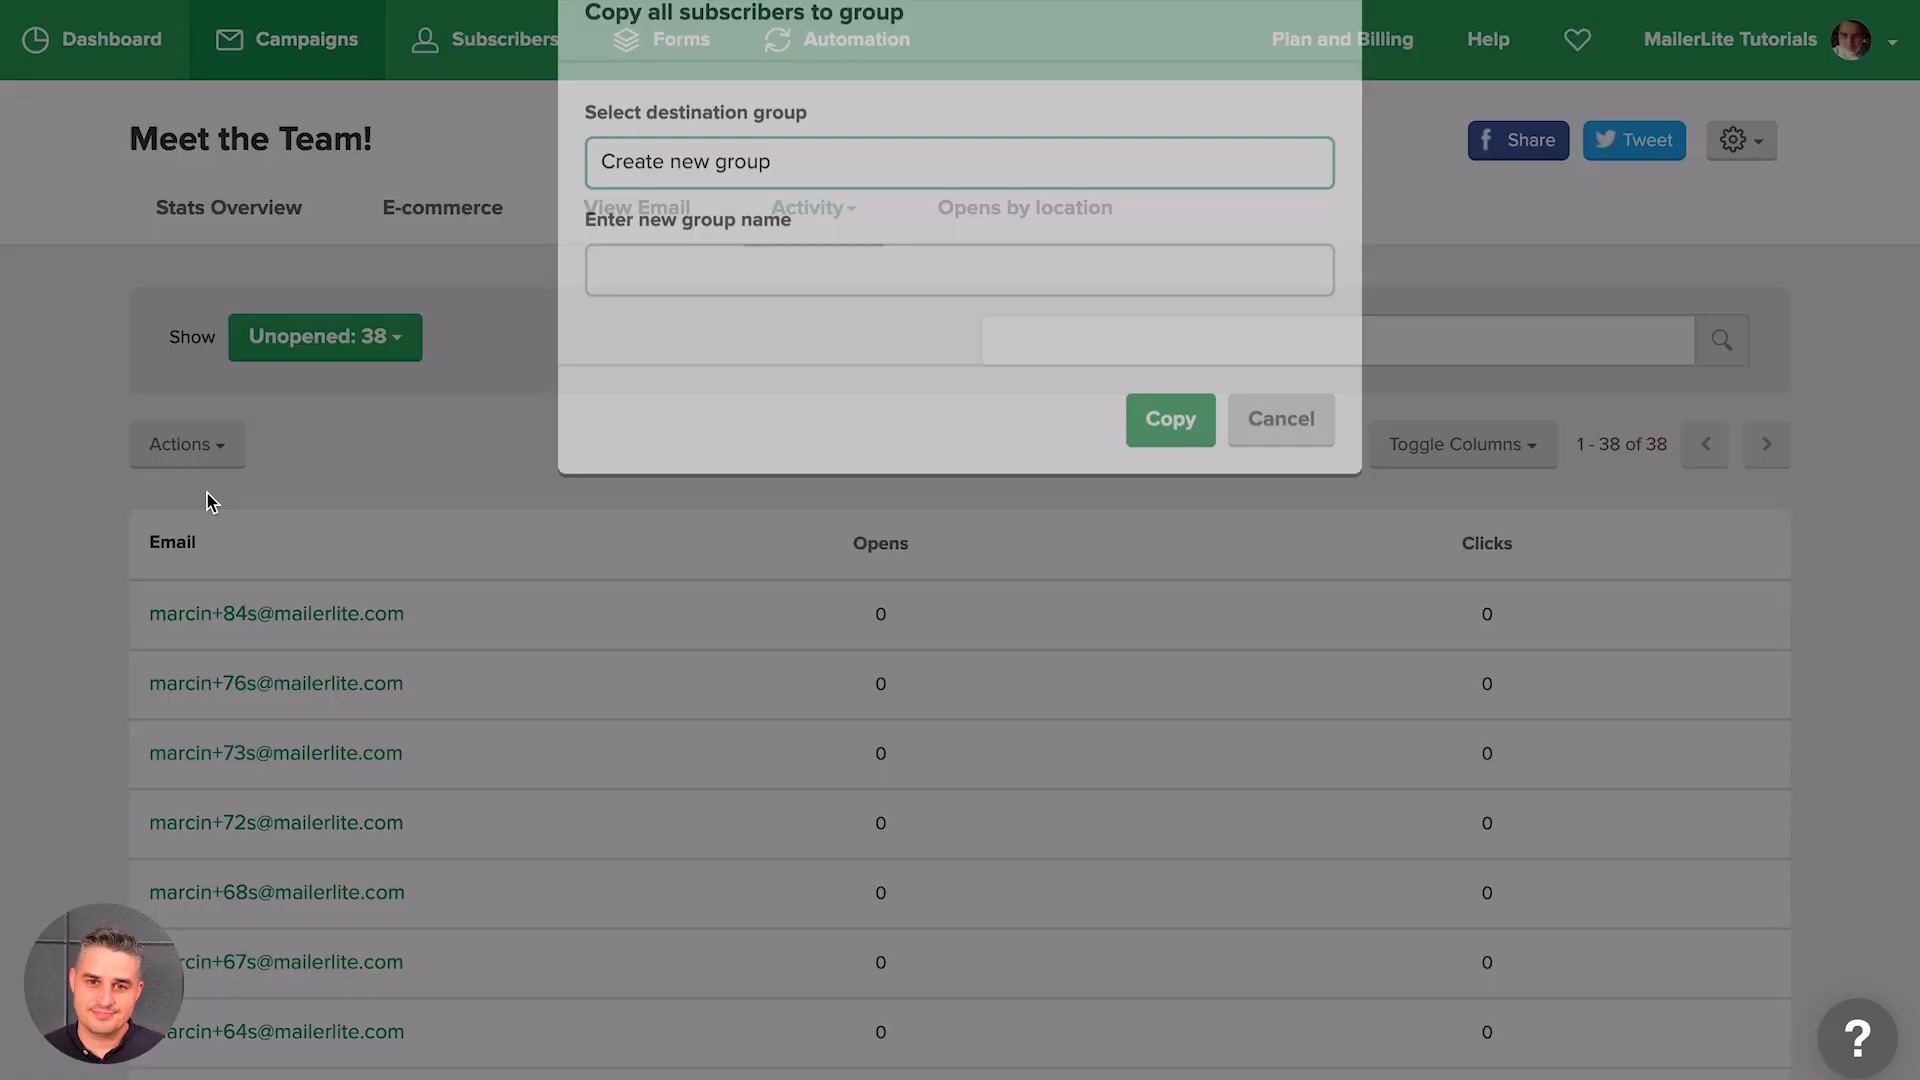 Dashboard
Campaigns
Subscribers
Forms
Automation
Plan and Billing
Help
MailerLite Tutorials
Copy all subscribers to group
Select destination group
Create new group
Enter new group name
Copy
Cancel
Meet the Team!
Share
Tweet
Stats Overview
E-commerce
View Email
Activity
Opens by location
Show
Unopened: 38
Actions
Toggle Columns
1 - 38 of 38
Email
Opens
Clicks
marcin+84s@mailerlite.com
0
0
marcin+76s@mailerlite.com
0
0
marcin+73s@mailerlite.com
0
0
marcin+72s@mailerlite.com
0
0
marcin+68s@mailerlite.com
0
0
rcin+67s@mailerlite.com
0
0
arcin+64s@mailerlite.com
0
0
?